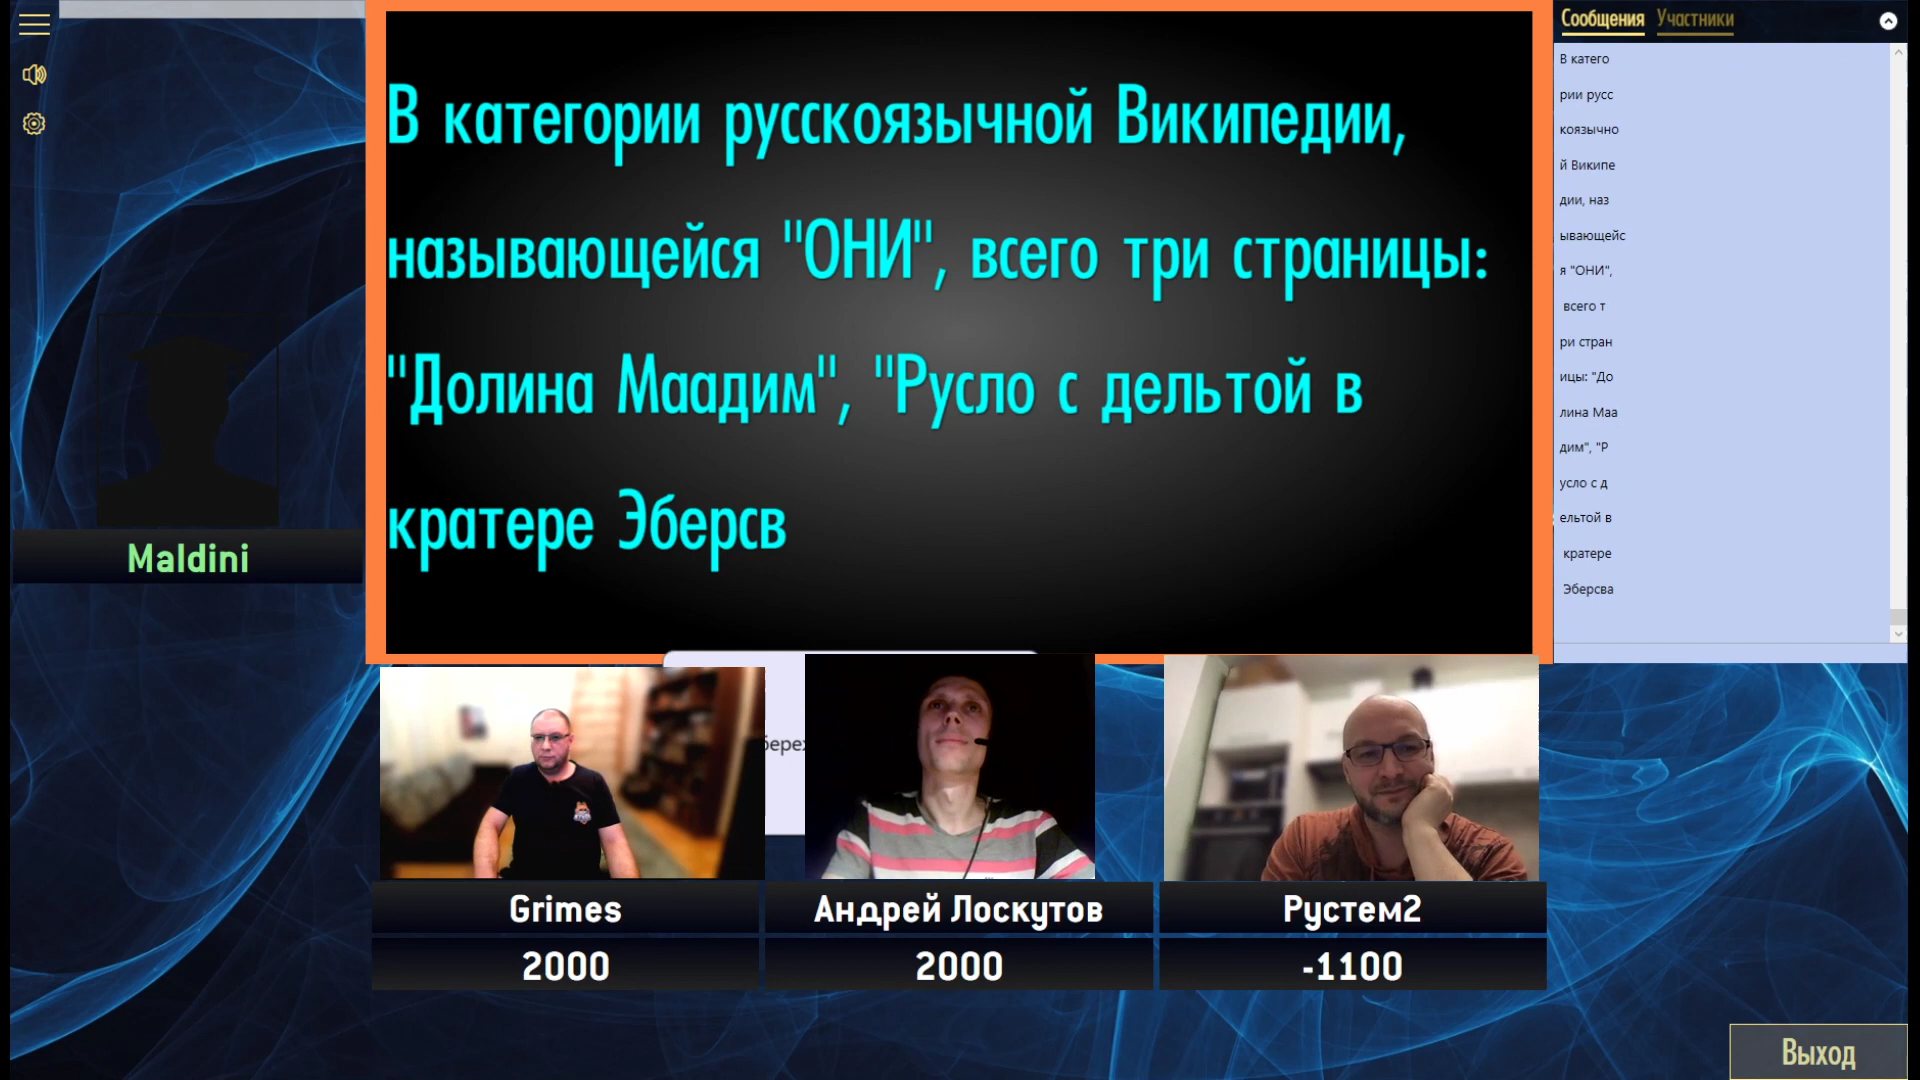 В категории русскоязычной Википедии,
называющейся "ОНИ", всего три страницы:
"Долина Маадим", "Русло с дельтой в
кратере Эберсв
Сообщения Участники
В катего
рии русс
коязычно
й Википе
дии, наз
ывающейс
я "ОНИ",
всего т
ри стран
ицы: "До
лина Маа
дим", "Р
усло с д
ельтой в
кратере
Эберсва
Maldini
Grimes
2000
Андрей Лоскутов
2000
Рустем2
-1100
Выход